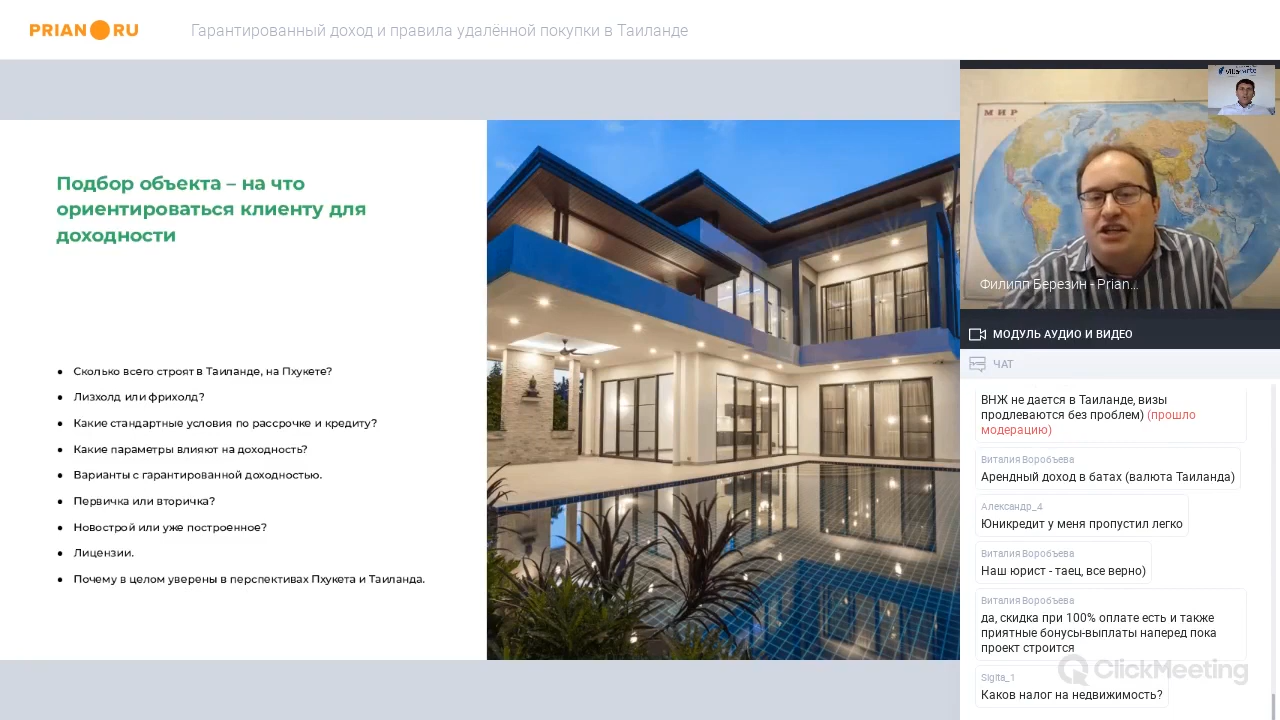 PRIAN RU
Гарантированный доход и правила удалённой покупки в Таиланде
Подбор объекта – на что
ориентироваться клиенту для
доходности
• Сколько всего строят в Таиланде, на Пхукете?
• Лизхолд или фрихолд?
• Какие стандартные условия по рассрочке и кредиту?
• Какие параметры влияют на доходность?
• Варианты с гарантированной доходностью.
• Первичка или вторичка?
• Новострой или уже построенное?
• Лицензии.
• Почему в целом уверены в перспективах Пхукета и Таиланда.
МИР
Филипп Березин - Prian...
МОДУЛЬ АУДИО И ВИДЕО
ЧАТ
ВНЖ не дается в Таиланде, визы
продлеваются без проблем) (прошло
модерацию)
Виталия Воробъева
Арендный доход в батах (валюта Таиланда)
Александр_4
Юникредит у меня пропустил легко
Виталия Воробъева
Наш юрист - таец, все верно)
Виталия Воробъева
да, скидка при 100% оплате есть и также
приятные бонусы-выплаты наперед пока
проект строится
ClickMeeting
Sigita_1
Каков налог на недвижимость?